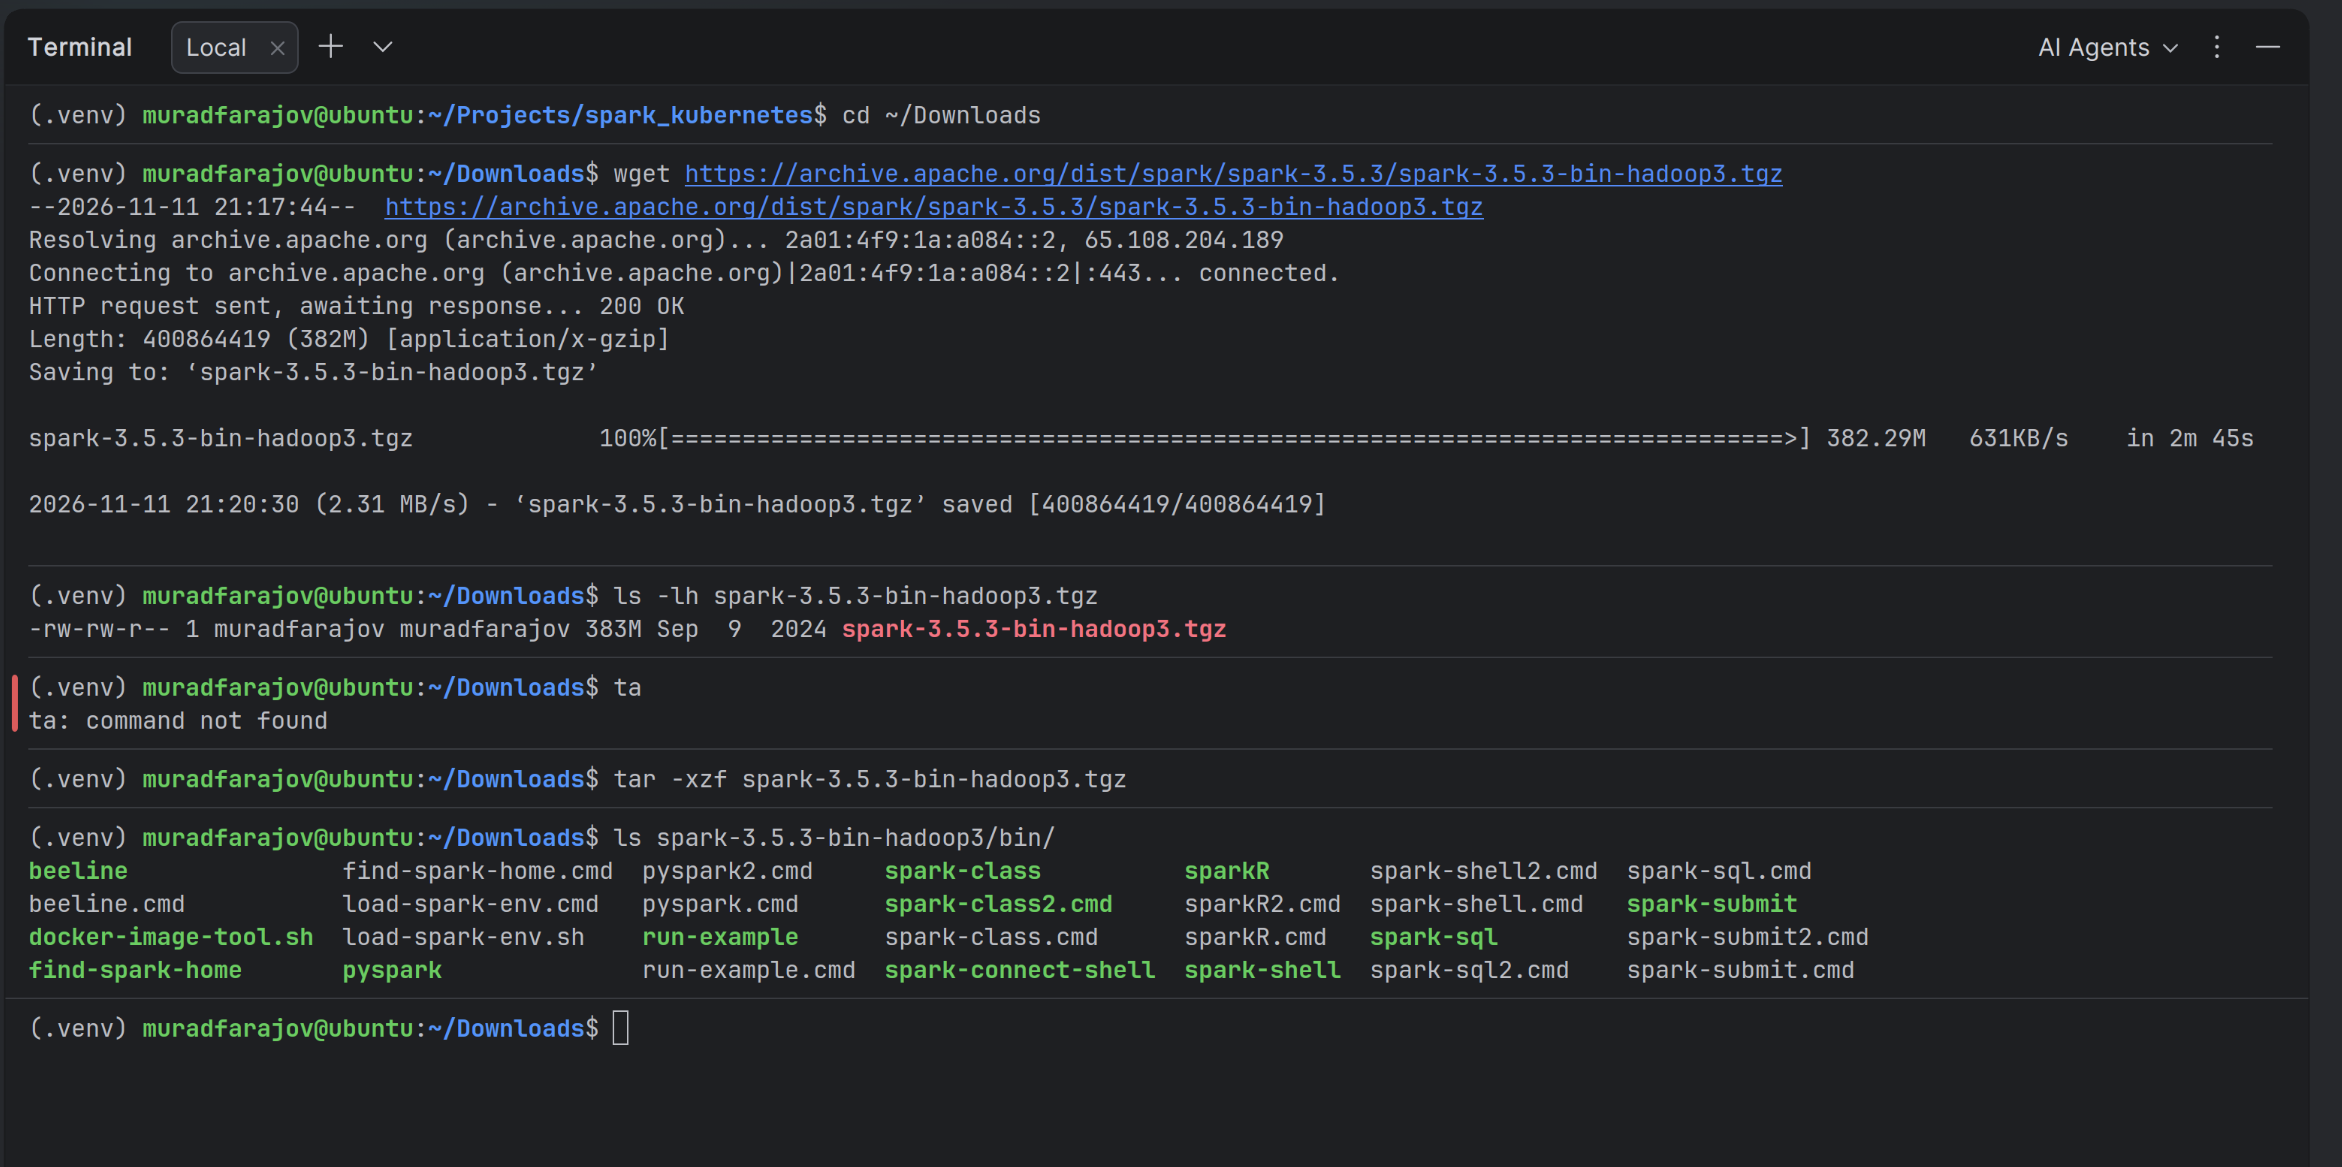 Terminal Local AI Agents
(.venv) muradfarajov@ubuntu:~/Projects/spark_kubernetes$ cd ~/Downloads
(.venv) muradfarajov@ubuntu:~/Downloads$ wget https://archive.apache.org/dist/spark/spark-3.5.3/spark-3.5.3-bin-hadoop3.tgz
--2026-11-11 21:17:44--  https://archive.apache.org/dist/spark/spark-3.5.3/spark-3.5.3-bin-hadoop3.tgz
Resolving archive.apache.org (archive.apache.org)... 2a01:4f9:1a:a084::2, 65.108.204.189
Connecting to archive.apache.org (archive.apache.org)|2a01:4f9:1a:a084::2|:443... connected.
HTTP request sent, awaiting response... 200 OK
Length: 400864419 (382M) [application/x-gzip]
Saving to: ‘spark-3.5.3-bin-hadoop3.tgz’
spark-3.5.3-bin-hadoop3.tgz             100%[==============================================================================>] 382.29M   631KB/s    in 2m 45s
2026-11-11 21:20:30 (2.31 MB/s) - ‘spark-3.5.3-bin-hadoop3.tgz’ saved [400864419/400864419]
(.venv) muradfarajov@ubuntu:~/Downloads$ ls -lh spark-3.5.3-bin-hadoop3.tgz
-rw-rw-r-- 1 muradfarajov muradfarajov 383M Sep  9  2024 spark-3.5.3-bin-hadoop3.tgz
(.venv) muradfarajov@ubuntu:~/Downloads$ ta
ta: command not found
(.venv) muradfarajov@ubuntu:~/Downloads$ tar -xzf spark-3.5.3-bin-hadoop3.tgz
(.venv) muradfarajov@ubuntu:~/Downloads$ ls spark-3.5.3-bin-hadoop3/bin/
beeline               find-spark-home.cmd  pyspark2.cmd     spark-class          sparkR       spark-shell2.cmd  spark-sql.cmd
beeline.cmd           load-spark-env.cmd   pyspark.cmd      spark-class2.cmd     sparkR2.cmd  spark-shell.cmd   spark-submit
docker-image-tool.sh  load-spark-env.sh    run-example      spark-class.cmd      sparkR.cmd   spark-sql         spark-submit2.cmd
find-spark-home       pyspark              run-example.cmd  spark-connect-shell  spark-shell  spark-sql2.cmd    spark-submit.cmd
(.venv) muradfarajov@ubuntu:~/Downloads$